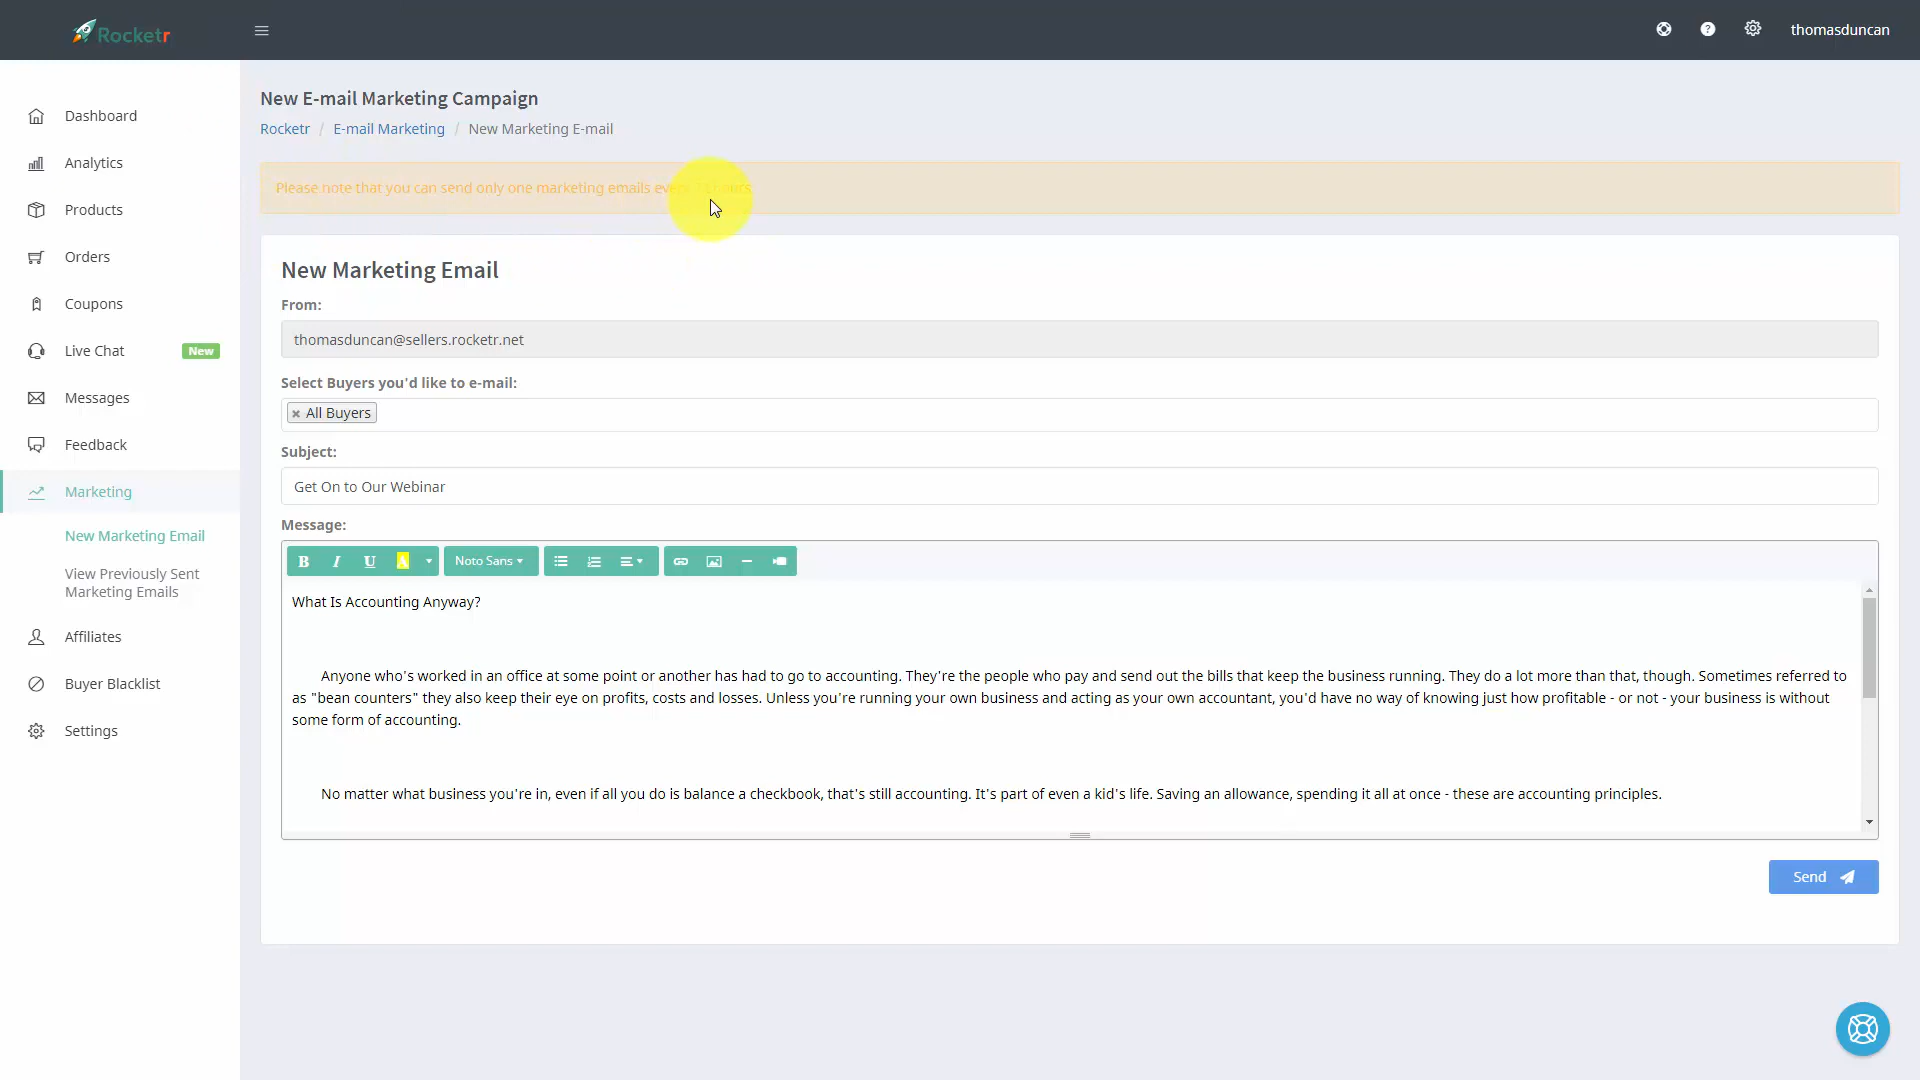 Rocketr
thomasduncan
Dashboard
Analytics
Products
Orders
Coupons
Live Chat New
Messages
Feedback
Marketing
New Marketing Email
View Previously Sent
Marketing Emails
Affiliates
Buyer Blacklist
Settings
New E-mail Marketing Campaign
Rocketr / E-mail Marketing / New Marketing E-mail
Please note that you can send only one marketing emails every
New Marketing Email
From:
thomasduncan@sellers.rocketr.net
Select Buyers you'd like to e-mail:
× All Buyers
Subject:
Get On to Our Webinar
Message:
B I U A Noto Sans
What Is Accounting Anyway?
Anyone who's worked in an office at some point or another has had to go to accounting. They're the people who pay and send out the bills that keep the business running. They do a lot more than that, though. Sometimes referred to
as "bean counters" they also keep their eye on profits, costs and losses. Unless you're running your own business and acting as your own accountant, you'd have no way of knowing just how profitable - or not - your business is without
some form of accounting.
No matter what business you're in, even if all you do is balance a checkbook, that's still accounting. It's part of even a kid's life. Saving an allowance, spending it all at once - these are accounting principles.
Send